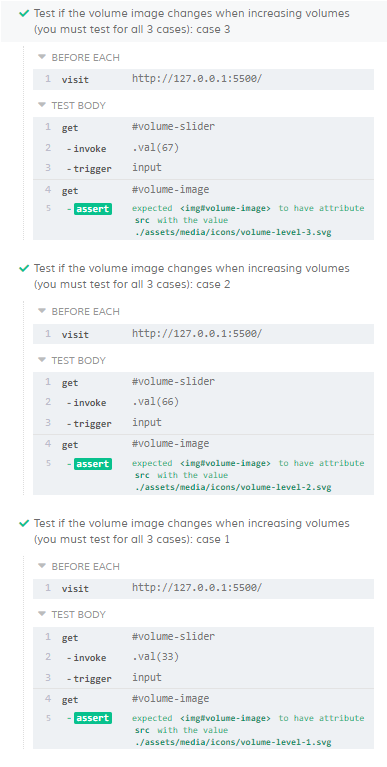 Test if the volume image changes when increasing volumes
(you must test for all 3 cases): case 3
BEFORE EACH
1 visit http://127.0.0.1:5500/
TEST BODY
1 get #volume-slider
2 -invoke .val(67)
3 -trigger input
4 get #volume-image
5 -assert expected <img#volume-image> to have attribute
src with the value
./assets/media/icons/volume-level-3.svg
Test if the volume image changes when increasing volumes
(you must test for all 3 cases): case 2
BEFORE EACH
1 visit http://127.0.0.1:5500/
TEST BODY
1 get #volume-slider
2 -invoke .val(66)
3 -trigger input
4 get #volume-image
5 -assert expected <img#volume-image> to have attribute
src with the value
./assets/media/icons/volume-level-2.svg
Test if the volume image changes when increasing volumes
(you must test for all 3 cases): case 1
BEFORE EACH
1 visit http://127.0.0.1:5500/
TEST BODY
1 get #volume-slider
2 -invoke .val(33)
3 -trigger input
4 get #volume-image
5 -assert expected <img#volume-image> to have attribute
src with the value
./assets/media/icons/volume-level-1.svg